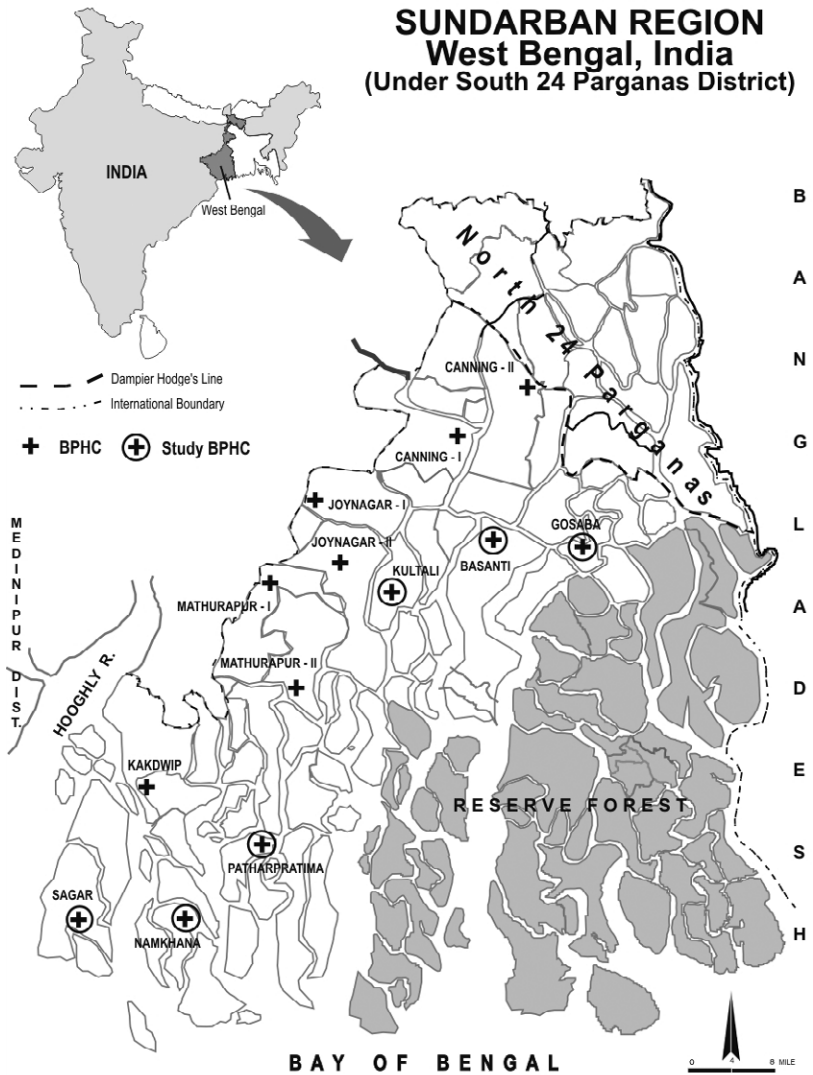 SUNDARBAN REGION
West Bengal, India
(Under South 24 Parganas District)
INDIA
West Bengal
Dampier Hodge's Line
International Boundary
BPHC
Study BPHC
North 24 Parganas
BANGLADESH
CANNING - II
CANNING - I
JOYNAGAR - I
JOYNAGAR - II
GOSABA
BASANTI
KULTALI
MATHURAPUR - I
MATHURAPUR - II
MEDINIPUR DIST.
HOOGHLY R.
KAKDWIP
RESERVE FOREST
PATHARPRATIMA
SAGAR
NAMKHANA
BAY OF BENGAL
0 4 8 MILE